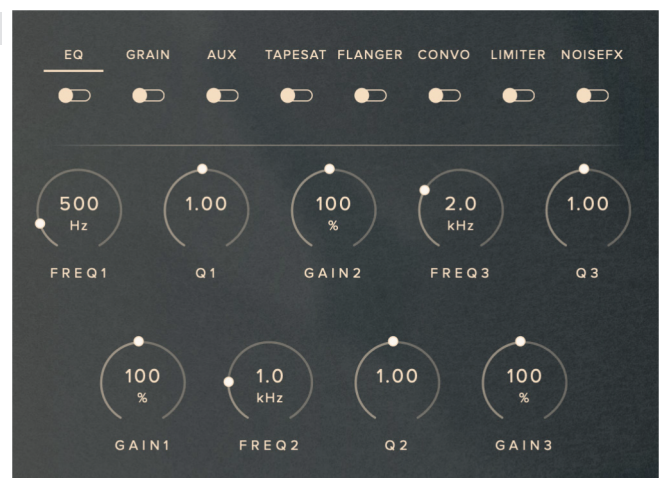 EQ GRAIN AUX TAPESAT FLANGER CONVO LIMITER NOISEFX
500 1.00 100 2.0 1.00
Hz % kHz
FREQ1 Q1 GAIN2 FREQ3 Q3
100 1.0 1.00 100
% kHz %
GAIN1 FREQ2 Q2 GAIN3